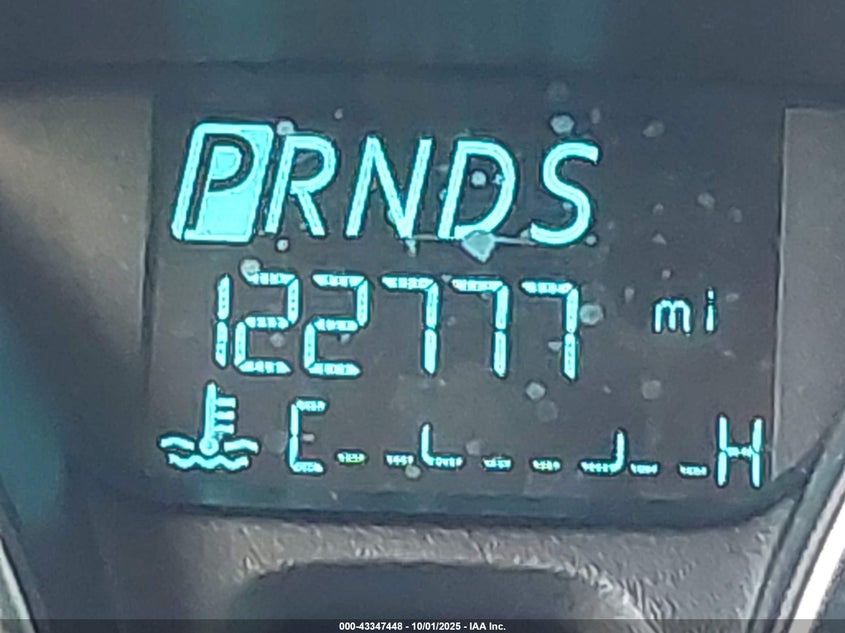 PRNDS
122777 mi
C H
000-43347448 - 10/01/2025 - IAA Inc.